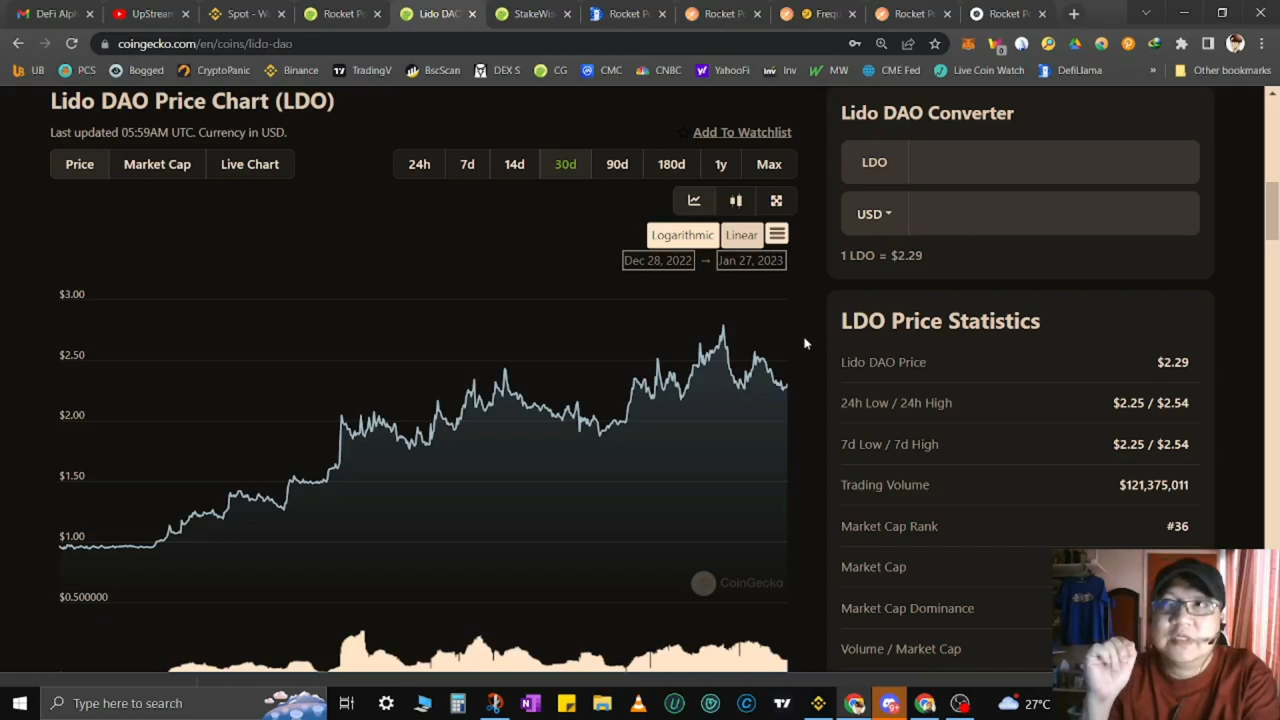 DeFi Alph
UpStream
Spot - W
Rocket Po
Lido DAO
StakeWis
Rocket Po
Rocket Po
Frequ
Rocket Po
Rocket Po
coingecko.com/en/coins/lido-dao
UB
PCS
Bogged
CryptoPanic
Binance
TradingV
BscScan
DEX S
CG
CMC
CNBC
YahooFi
Inv
MW
CME Fed
Live Coin Watch
DefiLlama
»
Other bookmarks
Lido DAO Price Chart (LDO)
Last updated 05:59AM UTC. Currency in USD.
Add To Watchlist
Price
Market Cap
Live Chart
24h
7d
14d
30d
90d
180d
1y
Max
Logarithmic
Linear
Dec 28, 2022 → Jan 27, 2023
$3.00
$2.50
$2.00
$1.50
$1.00
$0.500000
CoinGecko
Lido DAO Converter
LDO
USD
1 LDO = $2.29
LDO Price Statistics
Lido DAO Price $2.29
24h Low / 24h High $2.25 / $2.54
7d Low / 7d High $2.25 / $2.54
Trading Volume $121,375,011
Market Cap Rank #36
Market Cap
Market Cap Dominance
Volume / Market Cap
Type here to search
27°C